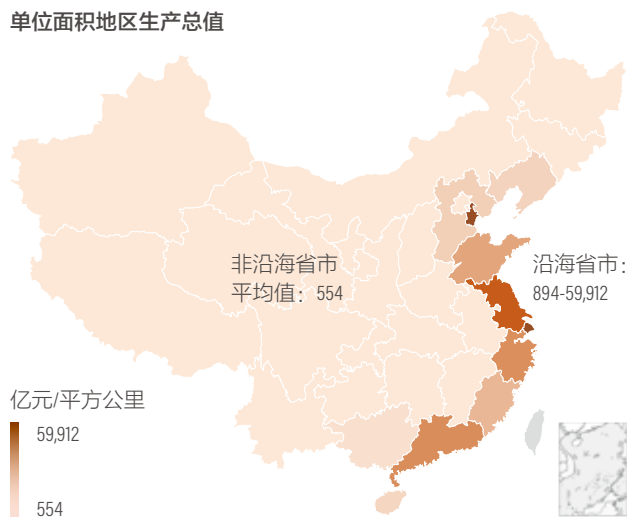 单位面积地区生产总值
非沿海省市
平均值：554
沿海省市：
894-59,912
亿元/平方公里
59,912
554